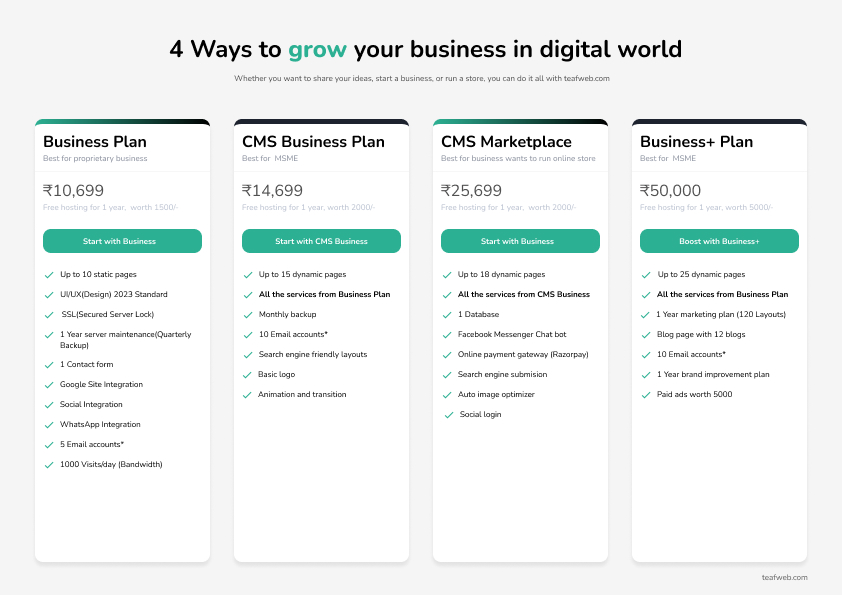 4 Ways to grow your business in digital world
Whether you want to share your ideas, start a business, or run a store, you can do it all with teafweb.com
Business Plan
Best for proprietary business
₹10,699
Free hosting for 1 year,  worth 1500/-
Start with Business
Up to 10 static pages
UI/UX(Design) 2023 Standard
SSL(Secured Server Lock)
1 Year server maintenance(Quarterly
Backup)
1 Contact form
Google Site Integration
Social Integration
WhatsApp Integration
5 Email accounts*
1000 Visits/day (Bandwidth)
CMS Business Plan
Best for  MSME
₹14,699
Free hosting for 1 year, worth 2000/-
Start with CMS Business
Up to 15 dynamic pages
All the services from Business Plan
Monthly backup
10 Email accounts*
Search engine friendly layouts
Basic logo
Animation and transition
CMS Marketplace
Best for business wants to run online store
₹25,699
Free hosting for 1 year,  worth 2000/-
Start with Business
Up to 18 dynamic pages
All the services from CMS Business
1 Database
Facebook Messenger Chat bot
Online payment gateway (Razorpay)
Search engine submision
Auto image optimizer
Social login
Business+ Plan
Best for  MSME
₹50,000
Free hosting for 1 year, worth 5000/-
Boost with Business+
Up to 25 dynamic pages
All the services from Business Plan
1 Year marketing plan (120 Layouts)
Blog page with 12 blogs
10 Email accounts*
1 Year brand improvement plan
Paid ads worth 5000
teafweb.com